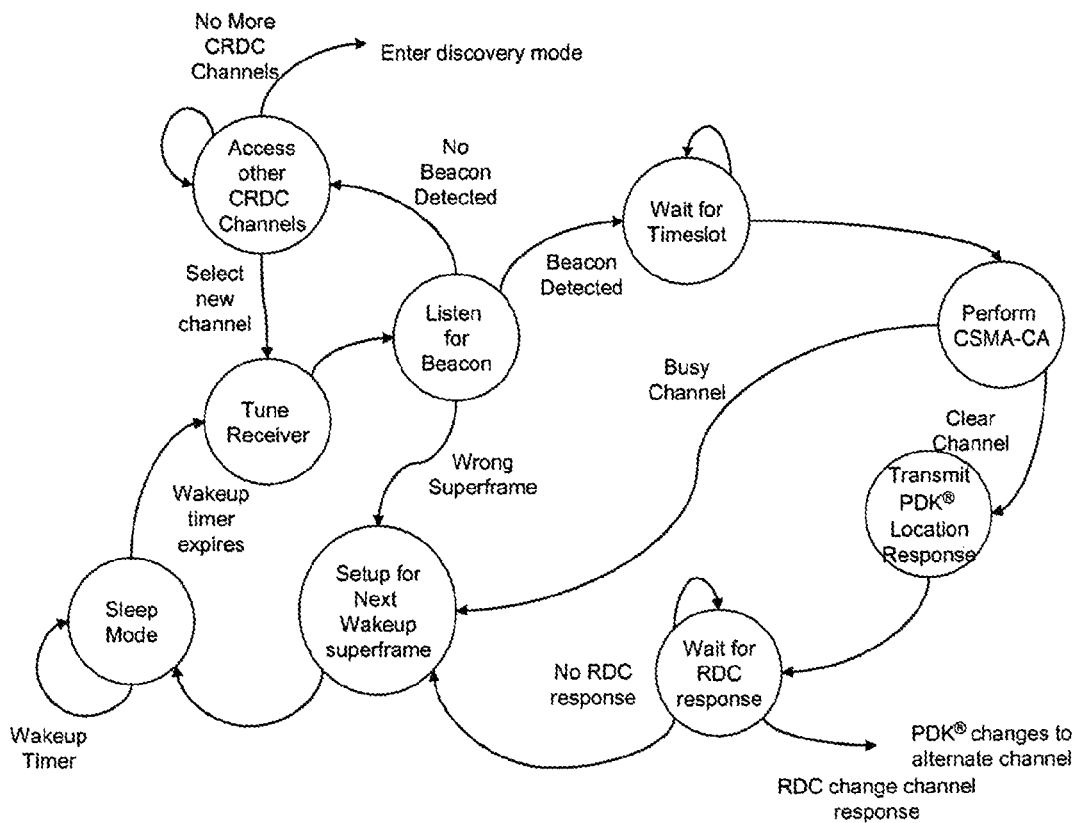 No More
CRDC
Channels
Enter discovery mode
Access
other
CRDC
Channels
No
Beacon
Detected
Wait for
Timeslot
Select
new
channel
Listen
for
Beacon
Beacon
Detected
Perform
CSMA-CA
Busy
Channel
Tune
Receiver
Clear
Channel
Wrong
Superframe
Wakeup
timer
expires
Transmit
PDK®
Location
Response
Setup for
Next
Wakeup
superframe
Sleep
Mode
Wait for
RDC
response
No RDC
response
Wakeup
Timer
PDK® changes to
alternate channel
RDC change channel
response